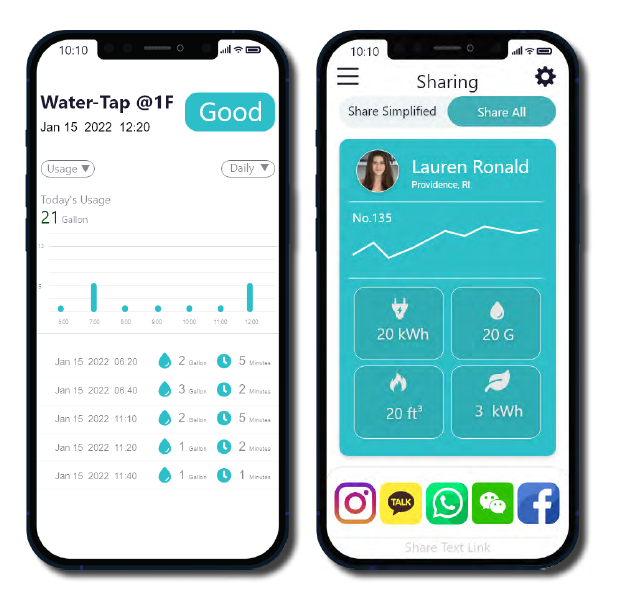 10:10
Water-Tap @1F
Good
Jan 15 2022 12:20
Usage ▼
Daily ▼
Today's Usage
21 Gallon
6:00 7:00 8:00 9:00 10:00 11:00 12:00
Jan 15 2022 06:20 2 Gallon 5 Minutes
Jan 15 2022 06:40 3 Gallon 2 Minutes
Jan 15 2022 11:10 2 Gallon 5 Minutes
Jan 15 2022 11:20 1 Gallon 2 Minutes
Jan 15 2022 11:40 1 Gallon 1 Minutes
10:10
Sharing
Share Simplified
Share All
Lauren Ronald
Providence, RI
No.135
20 kWh
20 G
20 ft³
3 kWh
TALK
Share Text Link